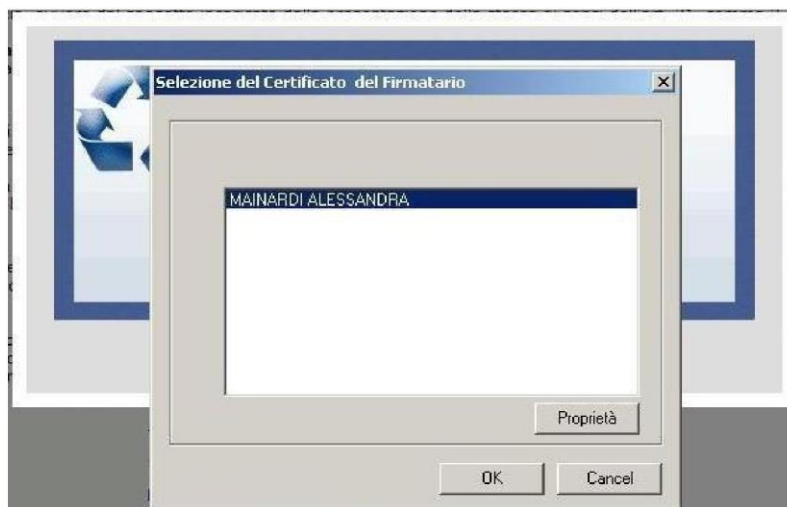 Selezione del Certificato del Firmatario
MAINARDI ALESSANDRA
Proprietà
OK
Cancel